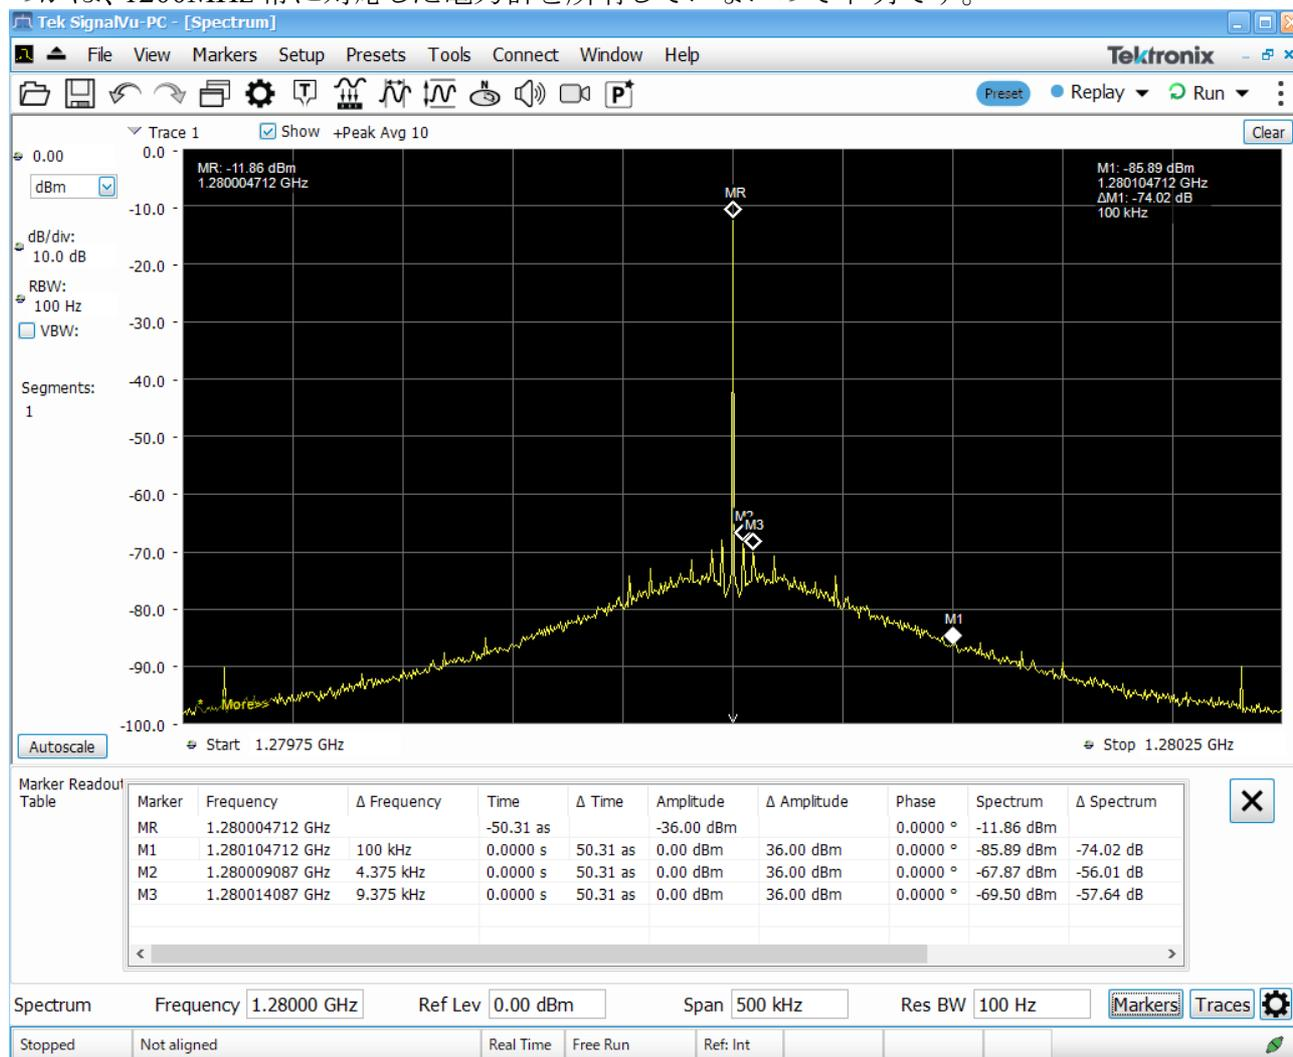 Tek SignalVu-PC - [Spectrum]
File View Markers Setup Presets Tools Connect Window Help
Tektronix
Preset Replay Run
Trace 1 Show +Peak Avg 10 Clear
0.00
dBm
dB/div:
10.0 dB
RBW:
100 Hz
VBW:
Segments:
1
Autoscale
0.0
-10.0
-20.0
-30.0
-40.0
-50.0
-60.0
-70.0
-80.0
-90.0
-100.0
MR: -11.86 dBm
1.280004712 GHz
M1: -85.89 dBm
1.280104712 GHz
ΔM1: -74.02 dB
100 kHz
MR
M2
M3
M1
More>>
Start 1.27975 GHz
Stop 1.28025 GHz
Marker Readout
Table
Marker Frequency Δ Frequency Time Δ Time Amplitude Δ Amplitude Phase Spectrum Δ Spectrum
MR 1.280004712 GHz -50.31 as -36.00 dBm 0.0000 ° -11.86 dBm
M1 1.280104712 GHz 100 kHz 0.0000 s 50.31 as 0.00 dBm 36.00 dBm 0.0000 ° -85.89 dBm -74.02 dB
M2 1.280009087 GHz 4.375 kHz 0.0000 s 50.31 as 0.00 dBm 36.00 dBm 0.0000 ° -67.87 dBm -56.01 dB
M3 1.280014087 GHz 9.375 kHz 0.0000 s 50.31 as 0.00 dBm 36.00 dBm 0.0000 ° -69.50 dBm -57.64 dB
Spectrum Frequency 1.28000 GHz Ref Lev 0.00 dBm Span 500 kHz Res BW 100 Hz Markers Traces
Stopped Not aligned Real Time Free Run Ref: Int